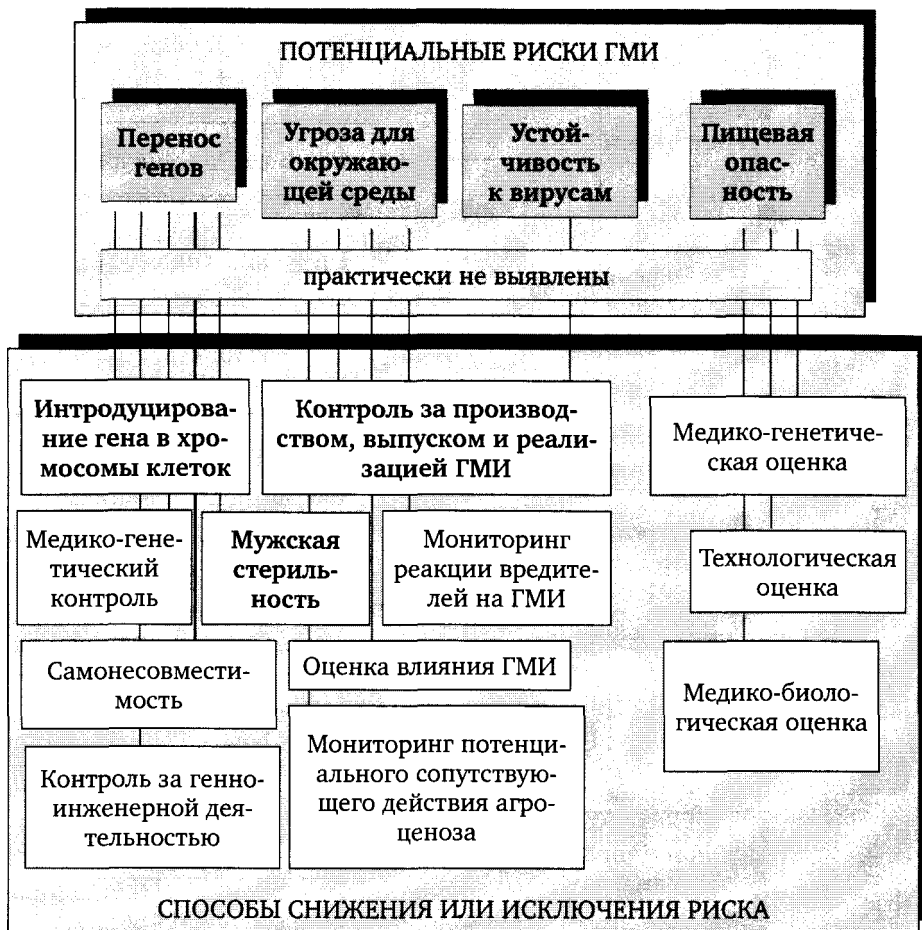 ПОТЕНЦИАЛЬНЫЕ РИСКИ ГМИ
Перенос
генов
Угроза для
окружаю-
щей среды
Устой-
чивость
к вирусам
Пищевая
опас-
ность
практически не выявлены
Интродуцирова-
ние гена в хро-
мосомы клеток
Контроль за производ-
ством, выпуском и реали-
зацией ГМИ
Медико-генетиче-
ская оценка
Медико-гене-
тический
контроль
Мужская
стериль-
ность
Мониторинг
реакции вредите-
лей на ГМИ
Технологическая
оценка
Самонесовмести-
мость
Оценка влияния ГМИ
Медико-биоло-
гическая оценка
Контроль за генно-
инженерной дея-
тельностью
Мониторинг потенци-
ального сопутствую-
щего действия агро-
ценоза
СПОСОБЫ СНИЖЕНИЯ ИЛИ ИСКЛЮЧЕНИЯ РИСКА